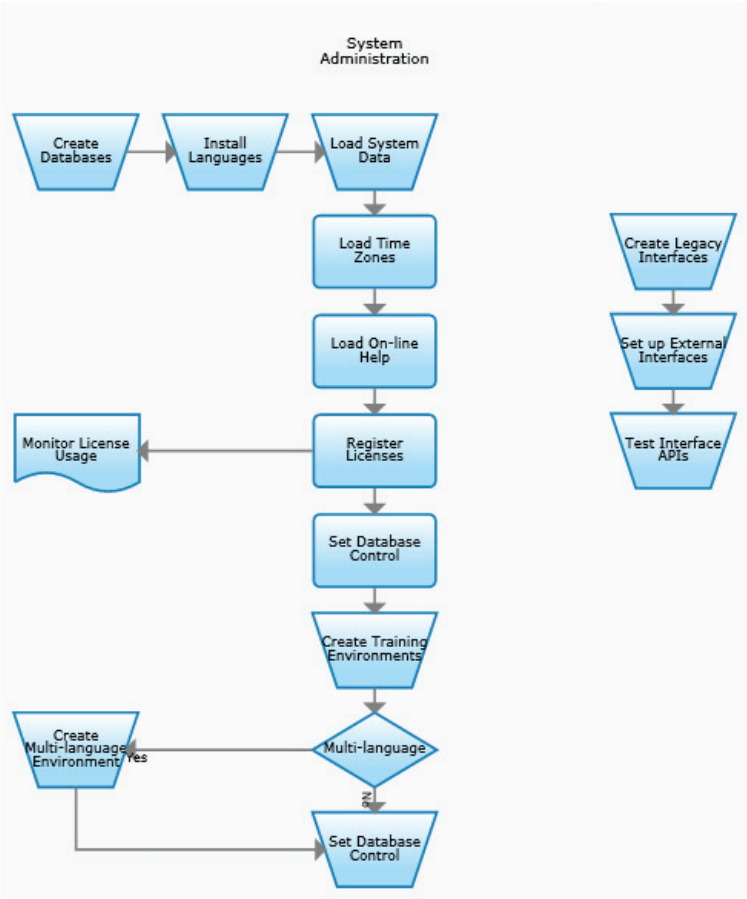 System
Administration
Create
Databases
Install
Languages
Load System
Data
Load Time
Zones
Create Legacy
Interfaces
Load On-line
Help
Set up External
Interfaces
Monitor License
Usage
Register
Licenses
Test Interface
APIs
Set Database
Control
Create Training
Environments
Create
Multi-language
Environment
Yes
Multi-language
No
Set Database
Control